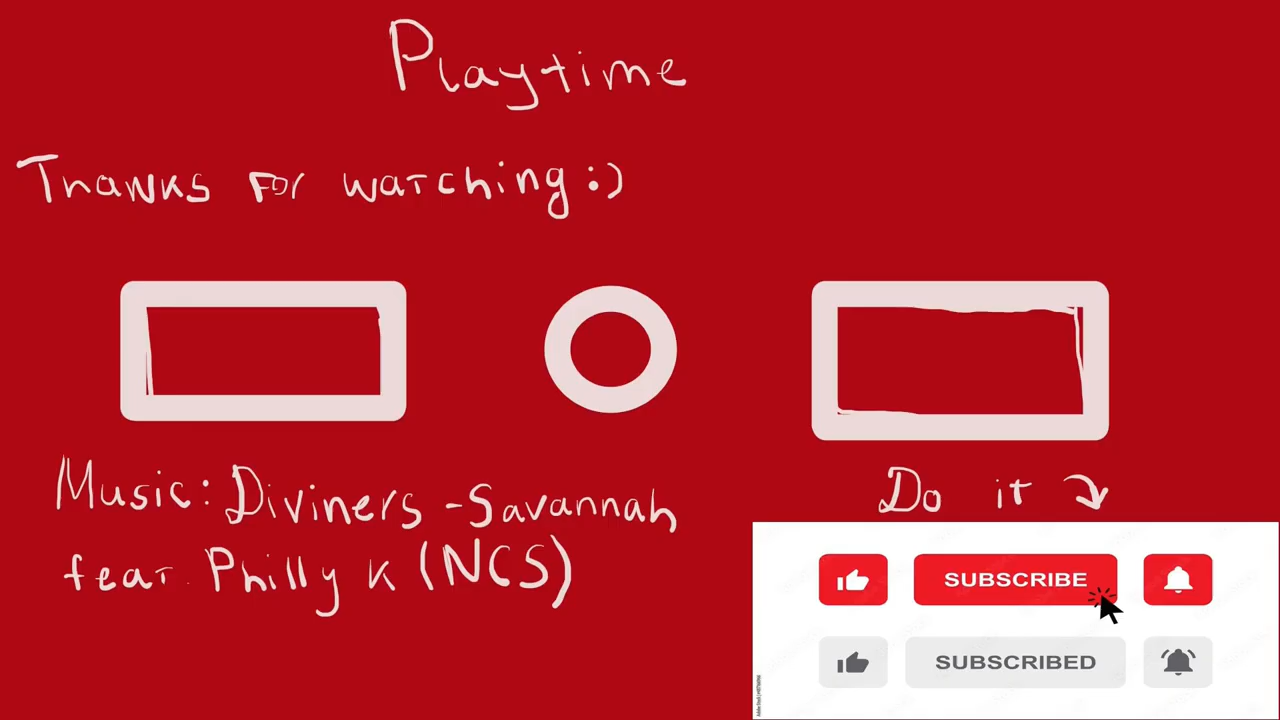 Playtime
Thanks for watching :)
Music: Diviners - Savannah
feat. Philly K (NCS)
Do it
SUBSCRIBE
SUBSCRIBED